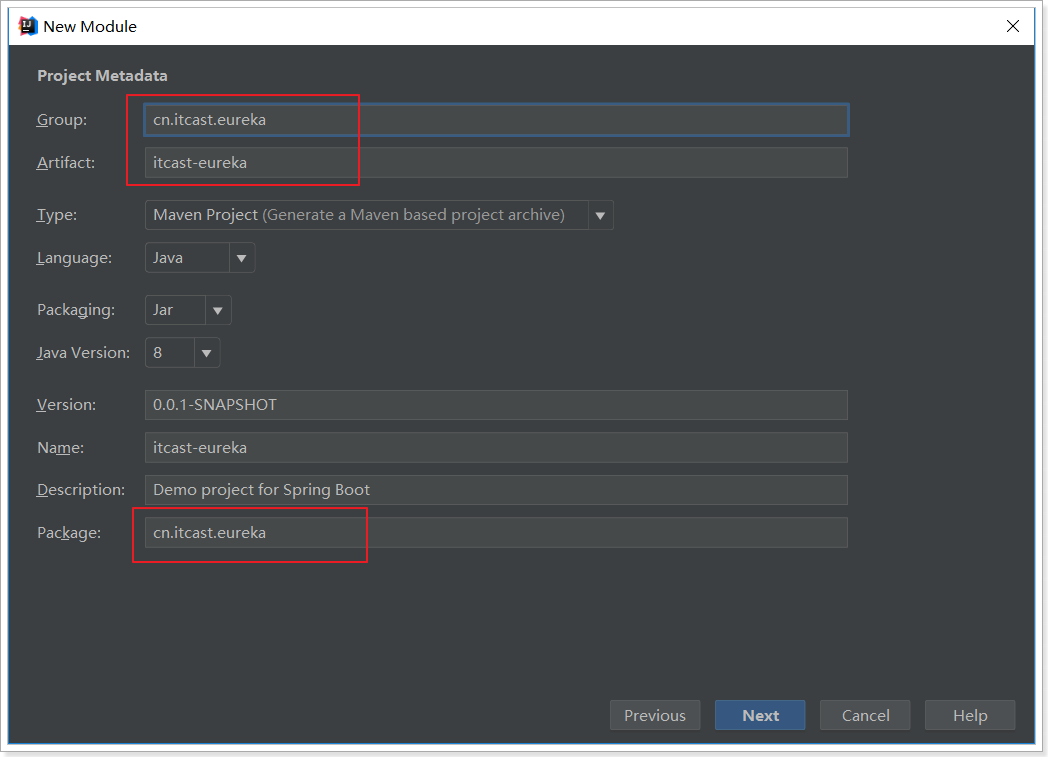 New Module
Project Metadata
Group: cn.itcast.eureka
Artifact: itcast-eureka
Type: Maven Project (Generate a Maven based project archive)
Language: Java
Packaging: Jar
Java Version: 8
Version: 0.0.1-SNAPSHOT
Name: itcast-eureka
Description: Demo project for Spring Boot
Package: cn.itcast.eureka
Previous Next Cancel Help